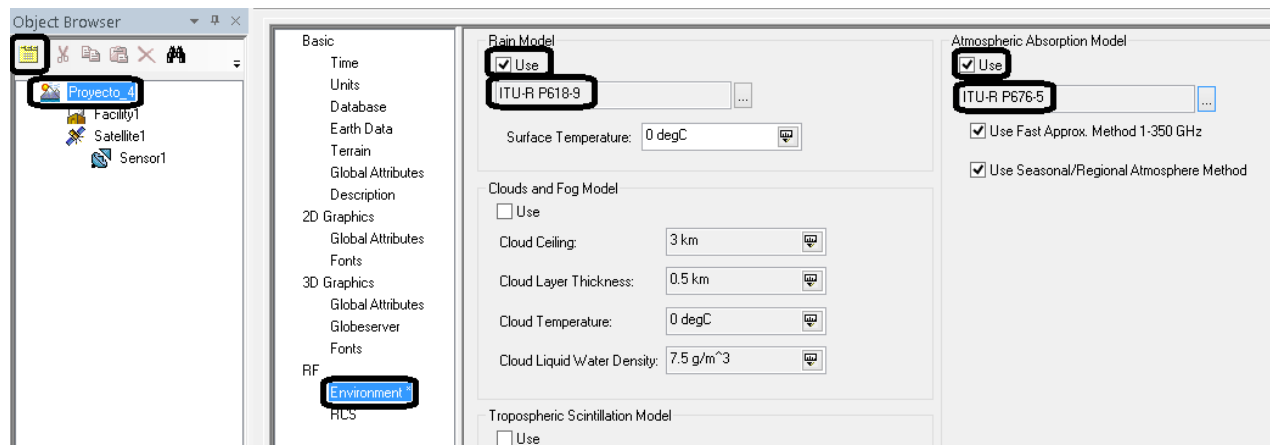 Object Browser
Proyecto_4
Facility1
Satellite1
Sensor1
Basic
Time
Units
Database
Earth Data
Terrain
Global Attributes
Description
2D Graphics
Global Attributes
Fonts
3D Graphics
Global Attributes
Globeserver
Fonts
RF
Environment *
RCS
Rain Model
Use
ITU-R P618-9
...
Surface Temperature: 0 degC
Clouds and Fog Model
Use
Cloud Ceiling: 3 km
Cloud Layer Thickness: 0.5 km
Cloud Temperature: 0 degC
Cloud Liquid Water Density: 7.5 g/m^3
Tropospheric Scintillation Model
Use
Atmospheric Absorption Model
Use
ITU-R P676-5
...
Use Fast Approx. Method 1-350 GHz
Use Seasonal/Regional Atmosphere Method